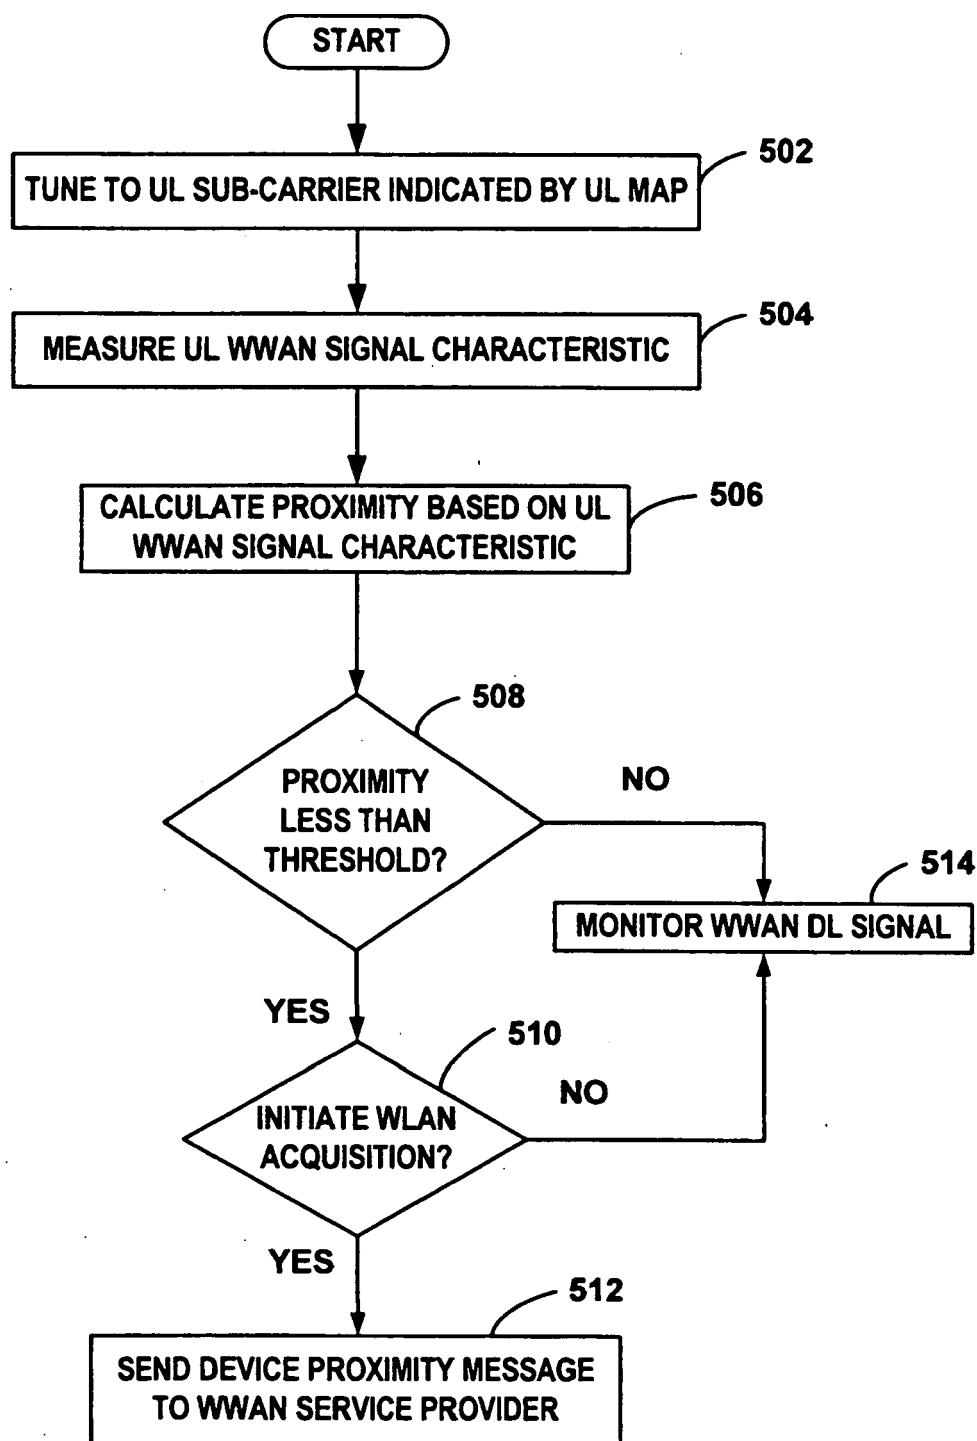 START
502
TUNE TO UL SUB-CARRIER INDICATED BY UL MAP
504
MEASURE UL WWAN SIGNAL CHARACTERISTIC
506
CALCULATE PROXIMITY BASED ON UL
WWAN SIGNAL CHARACTERISTIC
508
PROXIMITY
LESS THAN
THRESHOLD?
NO
514
MONITOR WWAN DL SIGNAL
YES
510
INITIATE WLAN
ACQUISITION?
NO
YES
512
SEND DEVICE PROXIMITY MESSAGE
TO WWAN SERVICE PROVIDER